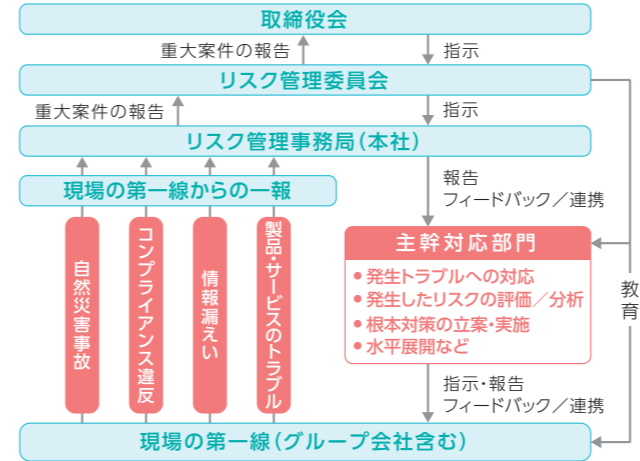 取締役会
重大案件の報告
指示
リスク管理委員会
重大案件の報告
指示
リスク管理事務局（本社）
現場の第一線からの一報
報告
フィードバック／連携
自然災害事故
コンプライアンス違反
情報漏えい
製品・サービスのトラブル
主幹対応部門
● 発生トラブルへの対応
● 発生したリスクの評価／分析
● 根本対策の立案・実施
● 水平展開など
教育
指示・報告
フィードバック／連携
現場の第一線（グループ会社含む）